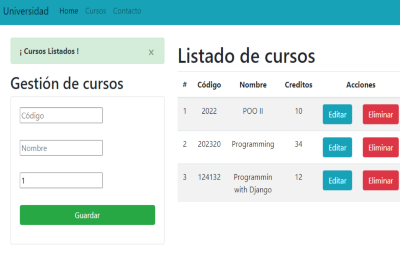 Universidad Home Cursos Contacto
¡ Cursos Listados ! ×
Gestión de cursos
Código
Nombre
1
Guardar
Listado de cursos
# Código Nombre Creditos Acciones
1 2022 POO II 10 Editar Eliminar
2 202320 Programming 34 Editar Eliminar
3 124132 Programmin 12 Editar Eliminar
with Django